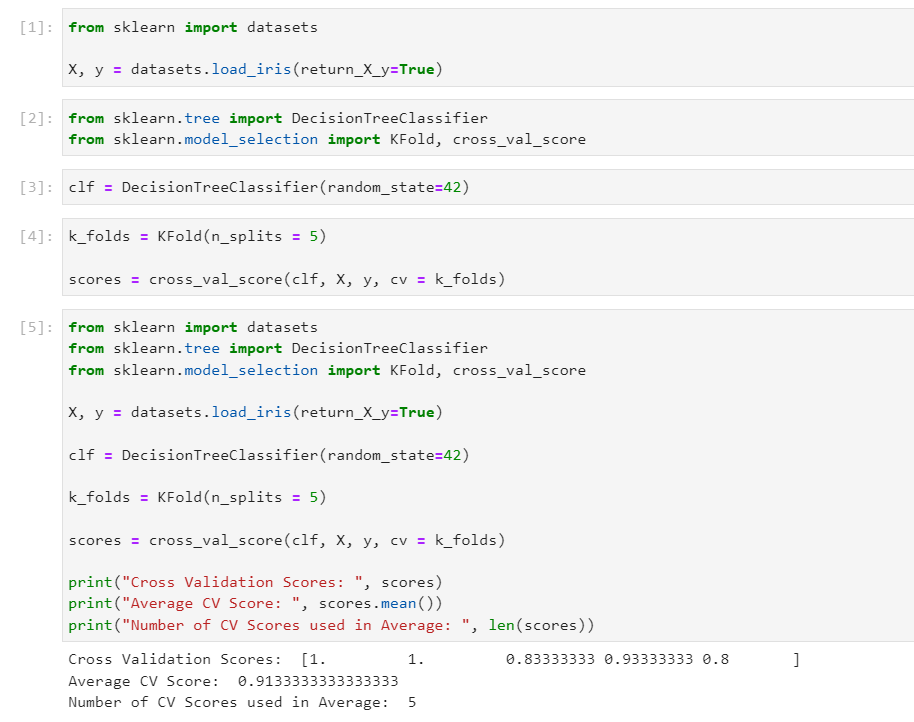 [1]: from sklearn import datasets
X, y = datasets.load_iris(return_X_y=True)
[2]: from sklearn.tree import DecisionTreeClassifier
from sklearn.model_selection import KFold, cross_val_score
[3]: clf = DecisionTreeClassifier(random_state=42)
[4]: k_folds = KFold(n_splits = 5)
scores = cross_val_score(clf, X, y, cv = k_folds)
[5]: from sklearn import datasets
from sklearn.tree import DecisionTreeClassifier
from sklearn.model_selection import KFold, cross_val_score
X, y = datasets.load_iris(return_X_y=True)
clf = DecisionTreeClassifier(random_state=42)
k_folds = KFold(n_splits = 5)
scores = cross_val_score(clf, X, y, cv = k_folds)
print("Cross Validation Scores: ", scores)
print("Average CV Score: ", scores.mean())
print("Number of CV Scores used in Average: ", len(scores))
Cross Validation Scores:  [1.         1.         0.83333333 0.93333333 0.8       ]
Average CV Score:  0.9133333333333333
Number of CV Scores used in Average:  5